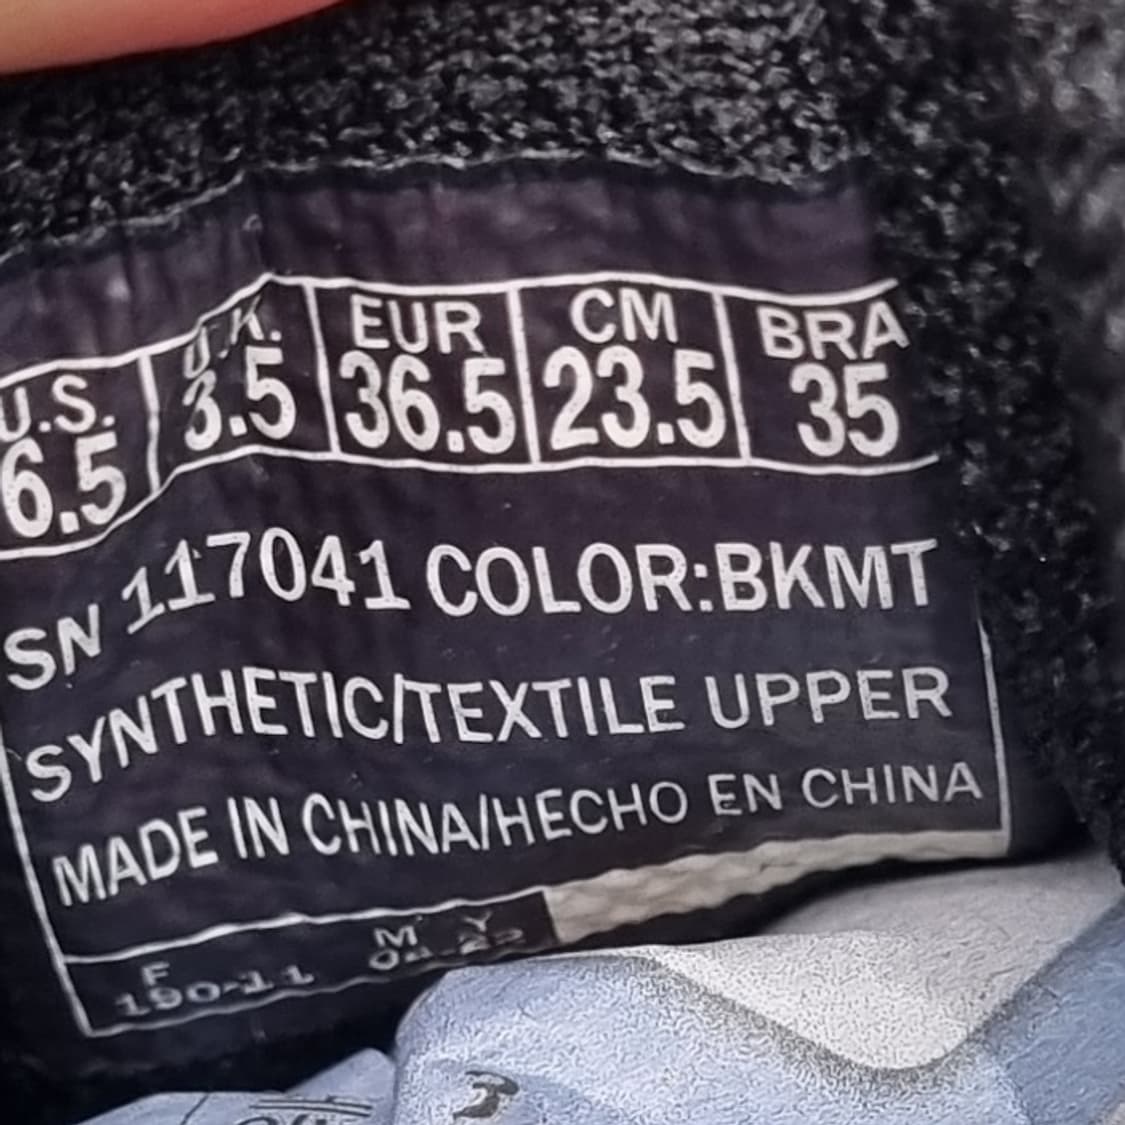 U.S. U.K. EUR CM BRA
6.5 3.5 36.5 23.5 35
SN 117041 COLOR:BKMT
SYNTHETIC/TEXTILE UPPER
MADE IN CHINA/HECHO EN CHINA
F M Y
190-11